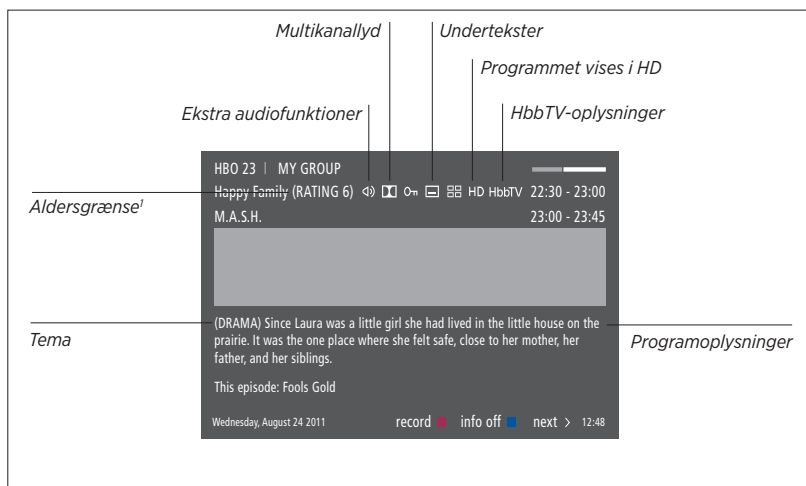 Multikanallyd
Undertekster
Programmet vises i HD
Ekstra audiofunktioner
HbbTV-oplysninger
HBO 23 | MY GROUP
Happy Family (RATING 6) HD HbbTV 22:30 - 23:00
Aldersgrænse1
M.A.S.H. 23:00 - 23:45
(DRAMA) Since Laura was a little girl she had lived in the little house on the
Tema
prairie. It was the one place where she felt safe, close to her mother, her
Programoplysninger
father, and her siblings.
This episode: Fools Gold
Wednesday, August 24 2011 record info off next > 12:48